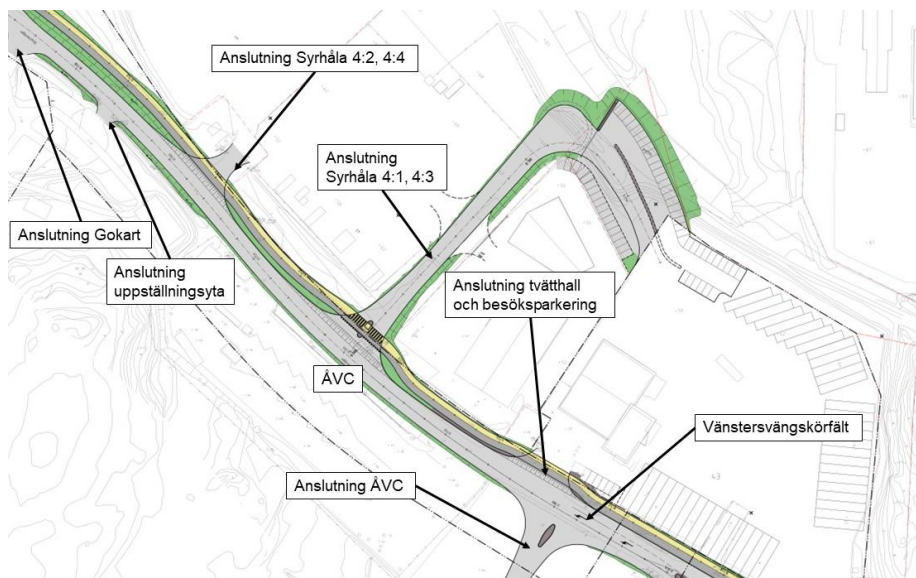 Anslutning Syrhåla 4:2, 4:4
Anslutning
Syrhåla 4:1, 4:3
Anslutning Gokart
Anslutning
uppställningsyta
Anslutning tvätthall
och besöksparkering
ÅVC
Vänstersvängskörfält
Anslutning ÅVC